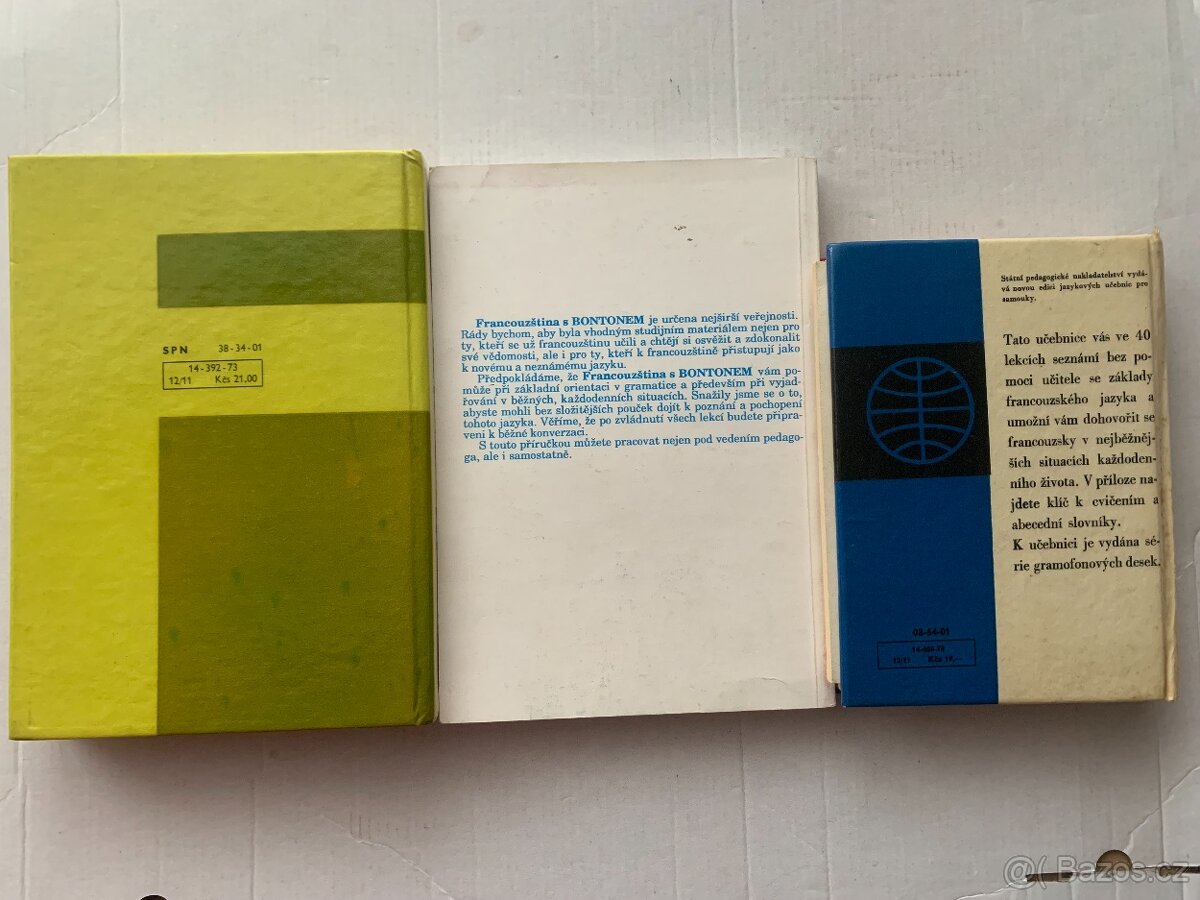 SPN 38-34-01
14-392-73
12/11 Kčs 21,00
Francouzština s BONTONEM je určena nejširší veřejnosti.
Rády bychom, aby byla vhodným studijním materiálem nejen pro
ty, kteří se už francouzštinu učili a chtějí si osvěžit a zdokonalit
své vědomosti, ale i pro ty, kteří k francouzštině přistupují jako
k novému a neznámému jazyku.
Předpokládáme, že Francouzština s BONTONEM vám po-
může při základní orientaci v gramatice a především při vyjad-
řování v běžných, každodenních situacích. Snažily jsme se o to,
abyste mohli bez složitějších pouček dojít k poznání a pochopení
tohoto jazyka. Věříme, že po zvládnutí všech lekcí budete připra-
veni k běžné konverzaci.
S touto příručkou můžete pracovat nejen pod vedením pedago-
ga, ale i samostatně.
Státní pedagogické nakladatelství vydá-
vá novou edici jazykových učebnic pro
samouky.
Tato učebnice vás ve 40
lekcích seznámí bez po-
moci učitele se základy
francouzského jazyka a
umožní vám dohovořit se
francouzsky v nejběžněj-
ších situacích každoden-
ního života. V příloze na-
jdete klíč k cvičením a
abecední slovníky.
K učebnici je vydána sé-
rie gramofonových desek.
08-84-01
12/11 Kčs 19,—
Bazos.cz